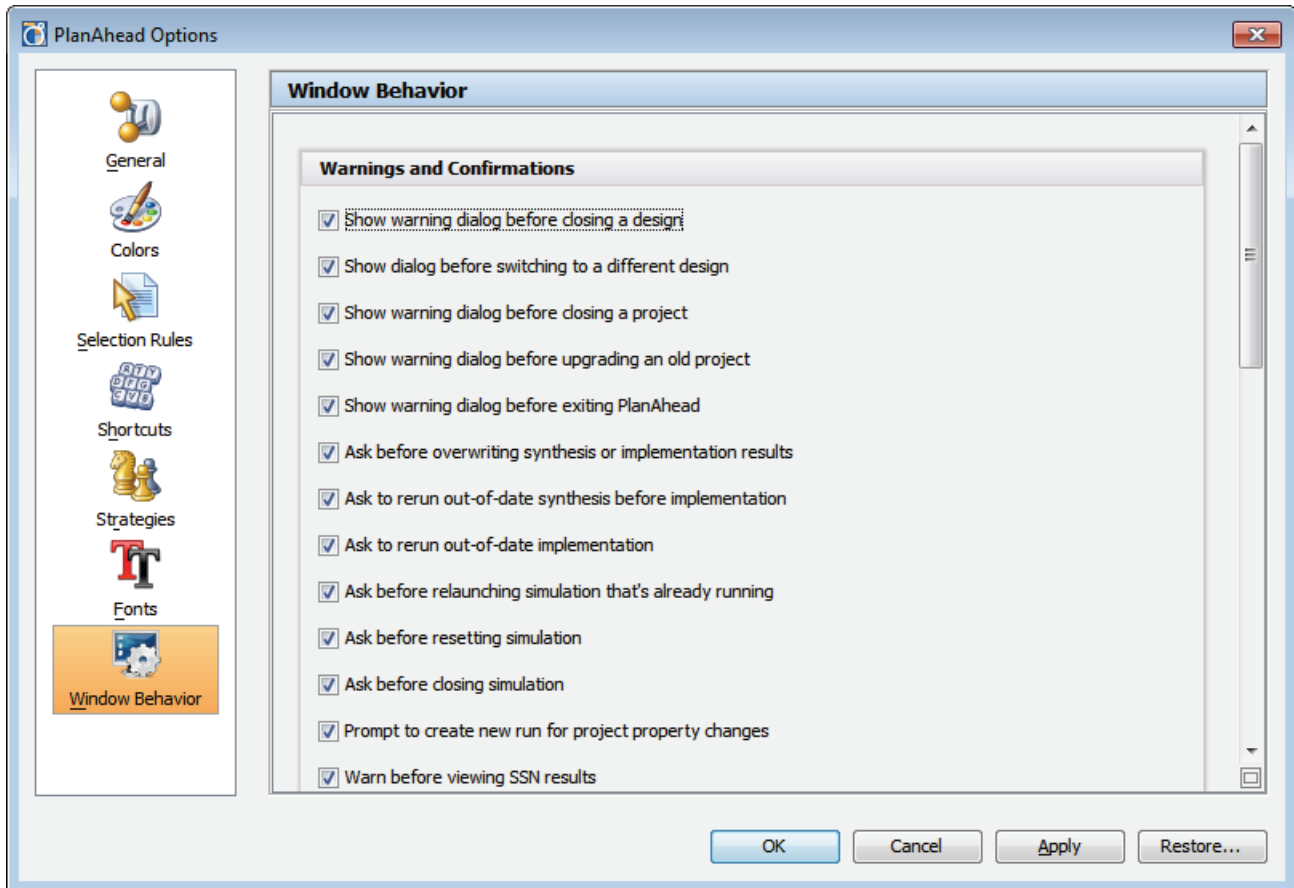 PlanAhead Options
General
Colors
Selection Rules
Shortcuts
Strategies
Fonts
Window Behavior
Window Behavior
Warnings and Confirmations
Show warning dialog before closing a design
Show dialog before switching to a different design
Show warning dialog before closing a project
Show warning dialog before upgrading an old project
Show warning dialog before exiting PlanAhead
Ask before overwriting synthesis or implementation results
Ask to rerun out-of-date synthesis before implementation
Ask to rerun out-of-date implementation
Ask before relaunching simulation that's already running
Ask before resetting simulation
Ask before closing simulation
Prompt to create new run for project property changes
Warn before viewing SSN results
OK Cancel Apply Restore...